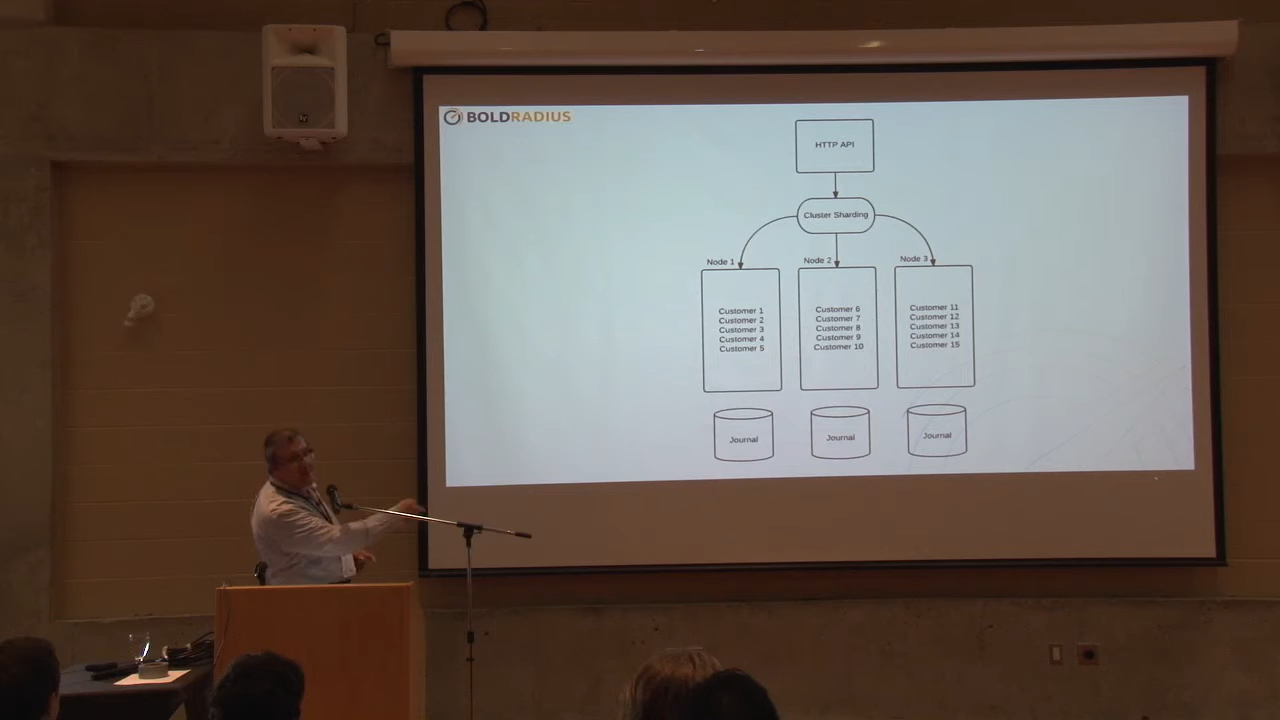 BOLDRADIUS
HTTP API
Cluster Sharding
Node 1
Node 2
Node 3
Customer 1
Customer 2
Customer 3
Customer 4
Customer 5
Customer 6
Customer 7
Customer 8
Customer 9
Customer 10
Customer 11
Customer 12
Customer 13
Customer 14
Customer 15
Journal
Journal
Journal